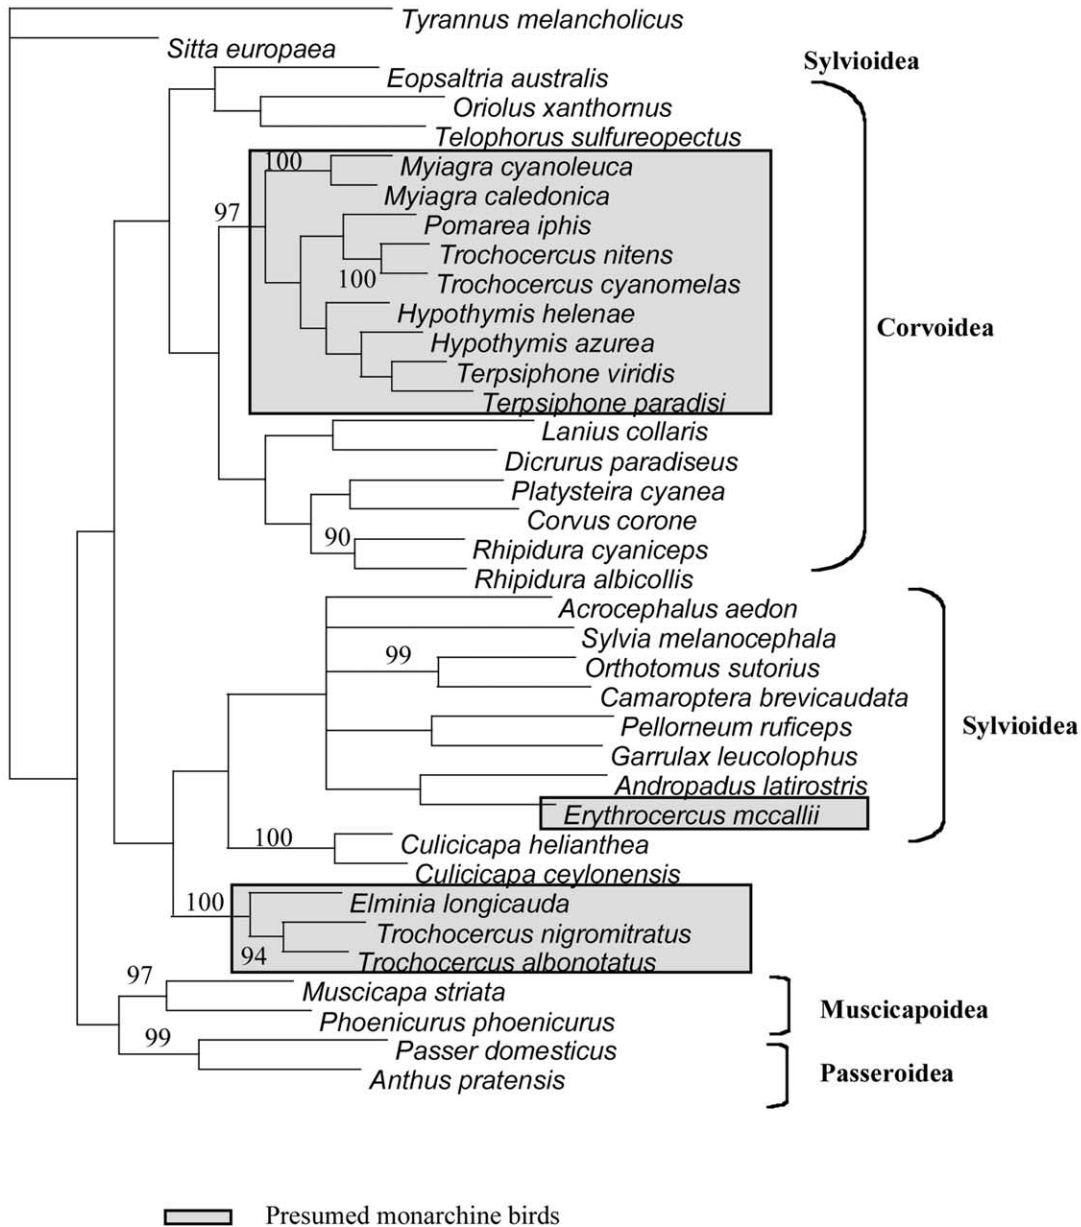 Tyrannus melancholicus
Sitta europaea
Sylvioidea
Eopsaltria australis
Oriolus xanthornus
Telophorus sulfureopectus
100
Myiagra cyanoleuca
Myiagra caledonica
97
Pomarea iphis
Trochocercus nitens
100
Trochocercus cyanomelas
Hypothymis helenae
Corvoidea
Hypothymis azurea
Terpsiphone viridis
Terpsiphone paradisi
Lanius collaris
Dicrurus paradiseus
Platysteira cyanea
Corvus corone
90
Rhipidura cyaniceps
Rhipidura albicollis
Acrocephalus aedon
Sylvia melanocephala
99
Orthotomus sutorius
Camaroptera brevicaudata
Pellorneum ruficeps
Sylvioidea
Garrulax leucolophus
Andropadus latirostris
Erythrocercus mccallii
100
Culicicapa helianthea
Culicicapa ceylonensis
100
Elminia longicauda
Trochocercus nigromitratus
94
Trochocercus albonotatus
97
Muscicapa striata
Muscicapoidea
Phoenicurus phoenicurus
99
Passer domesticus
Passeroidea
Anthus pratensis
Presumed monarchine birds